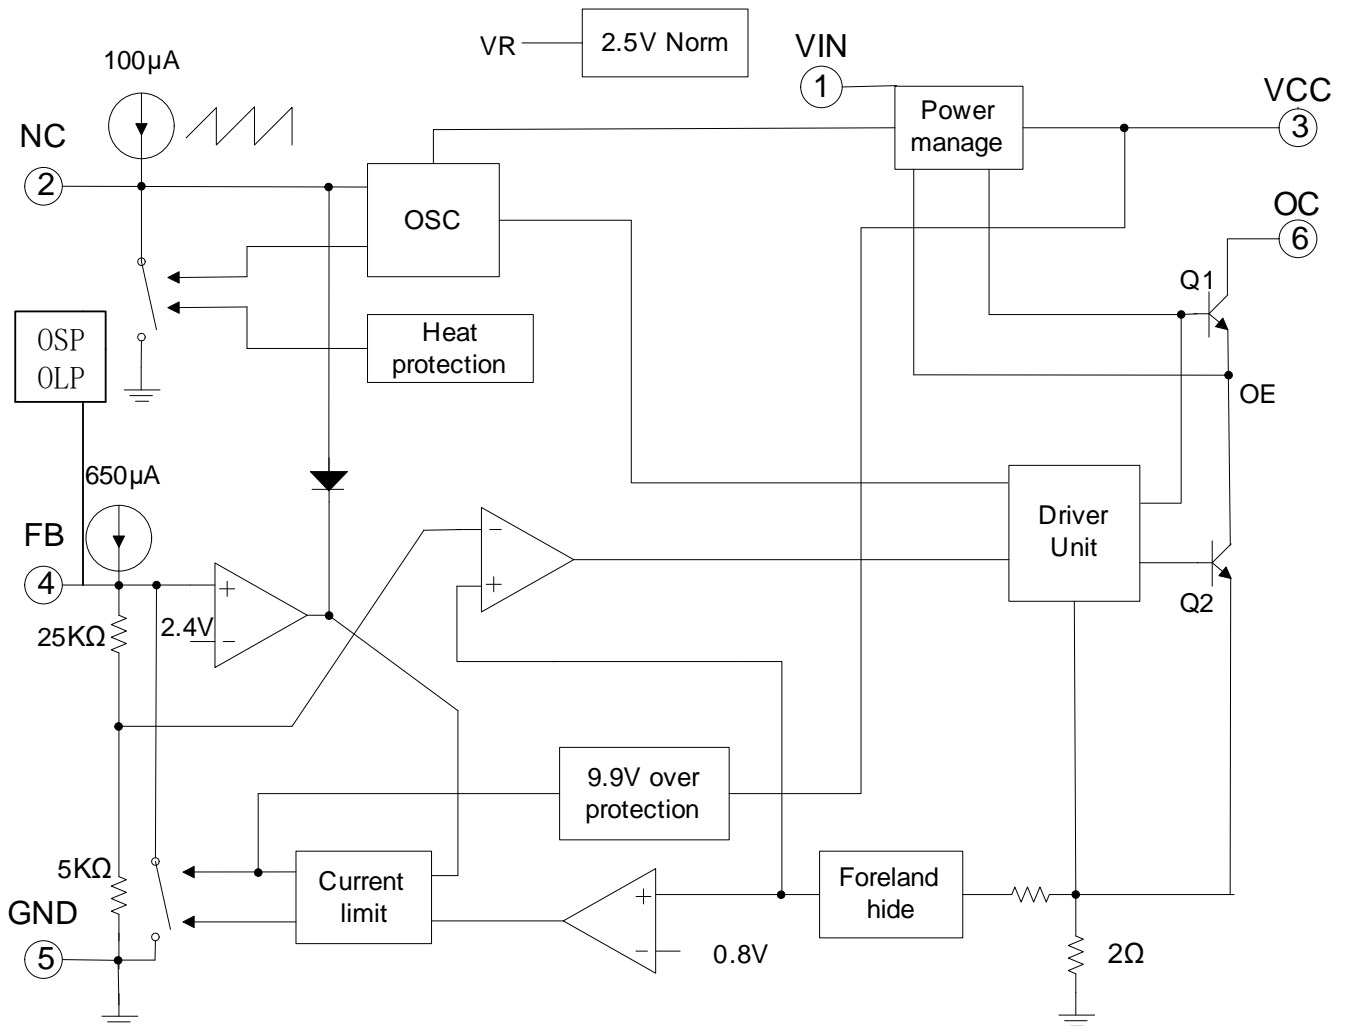 VR
2.5V Norm
VIN
1
100μA
Power
manage
VCC
3
NC
2
OSC
OC
6
Q1
OSP
OLP
Heat
protection
OE
650μA
FB
4
+
2.4V
−
25KΩ
−
+
Driver
Unit
Q2
9.9V over
protection
5KΩ
GND
5
Current
limit
+
−
0.8V
Foreland
hide
2Ω